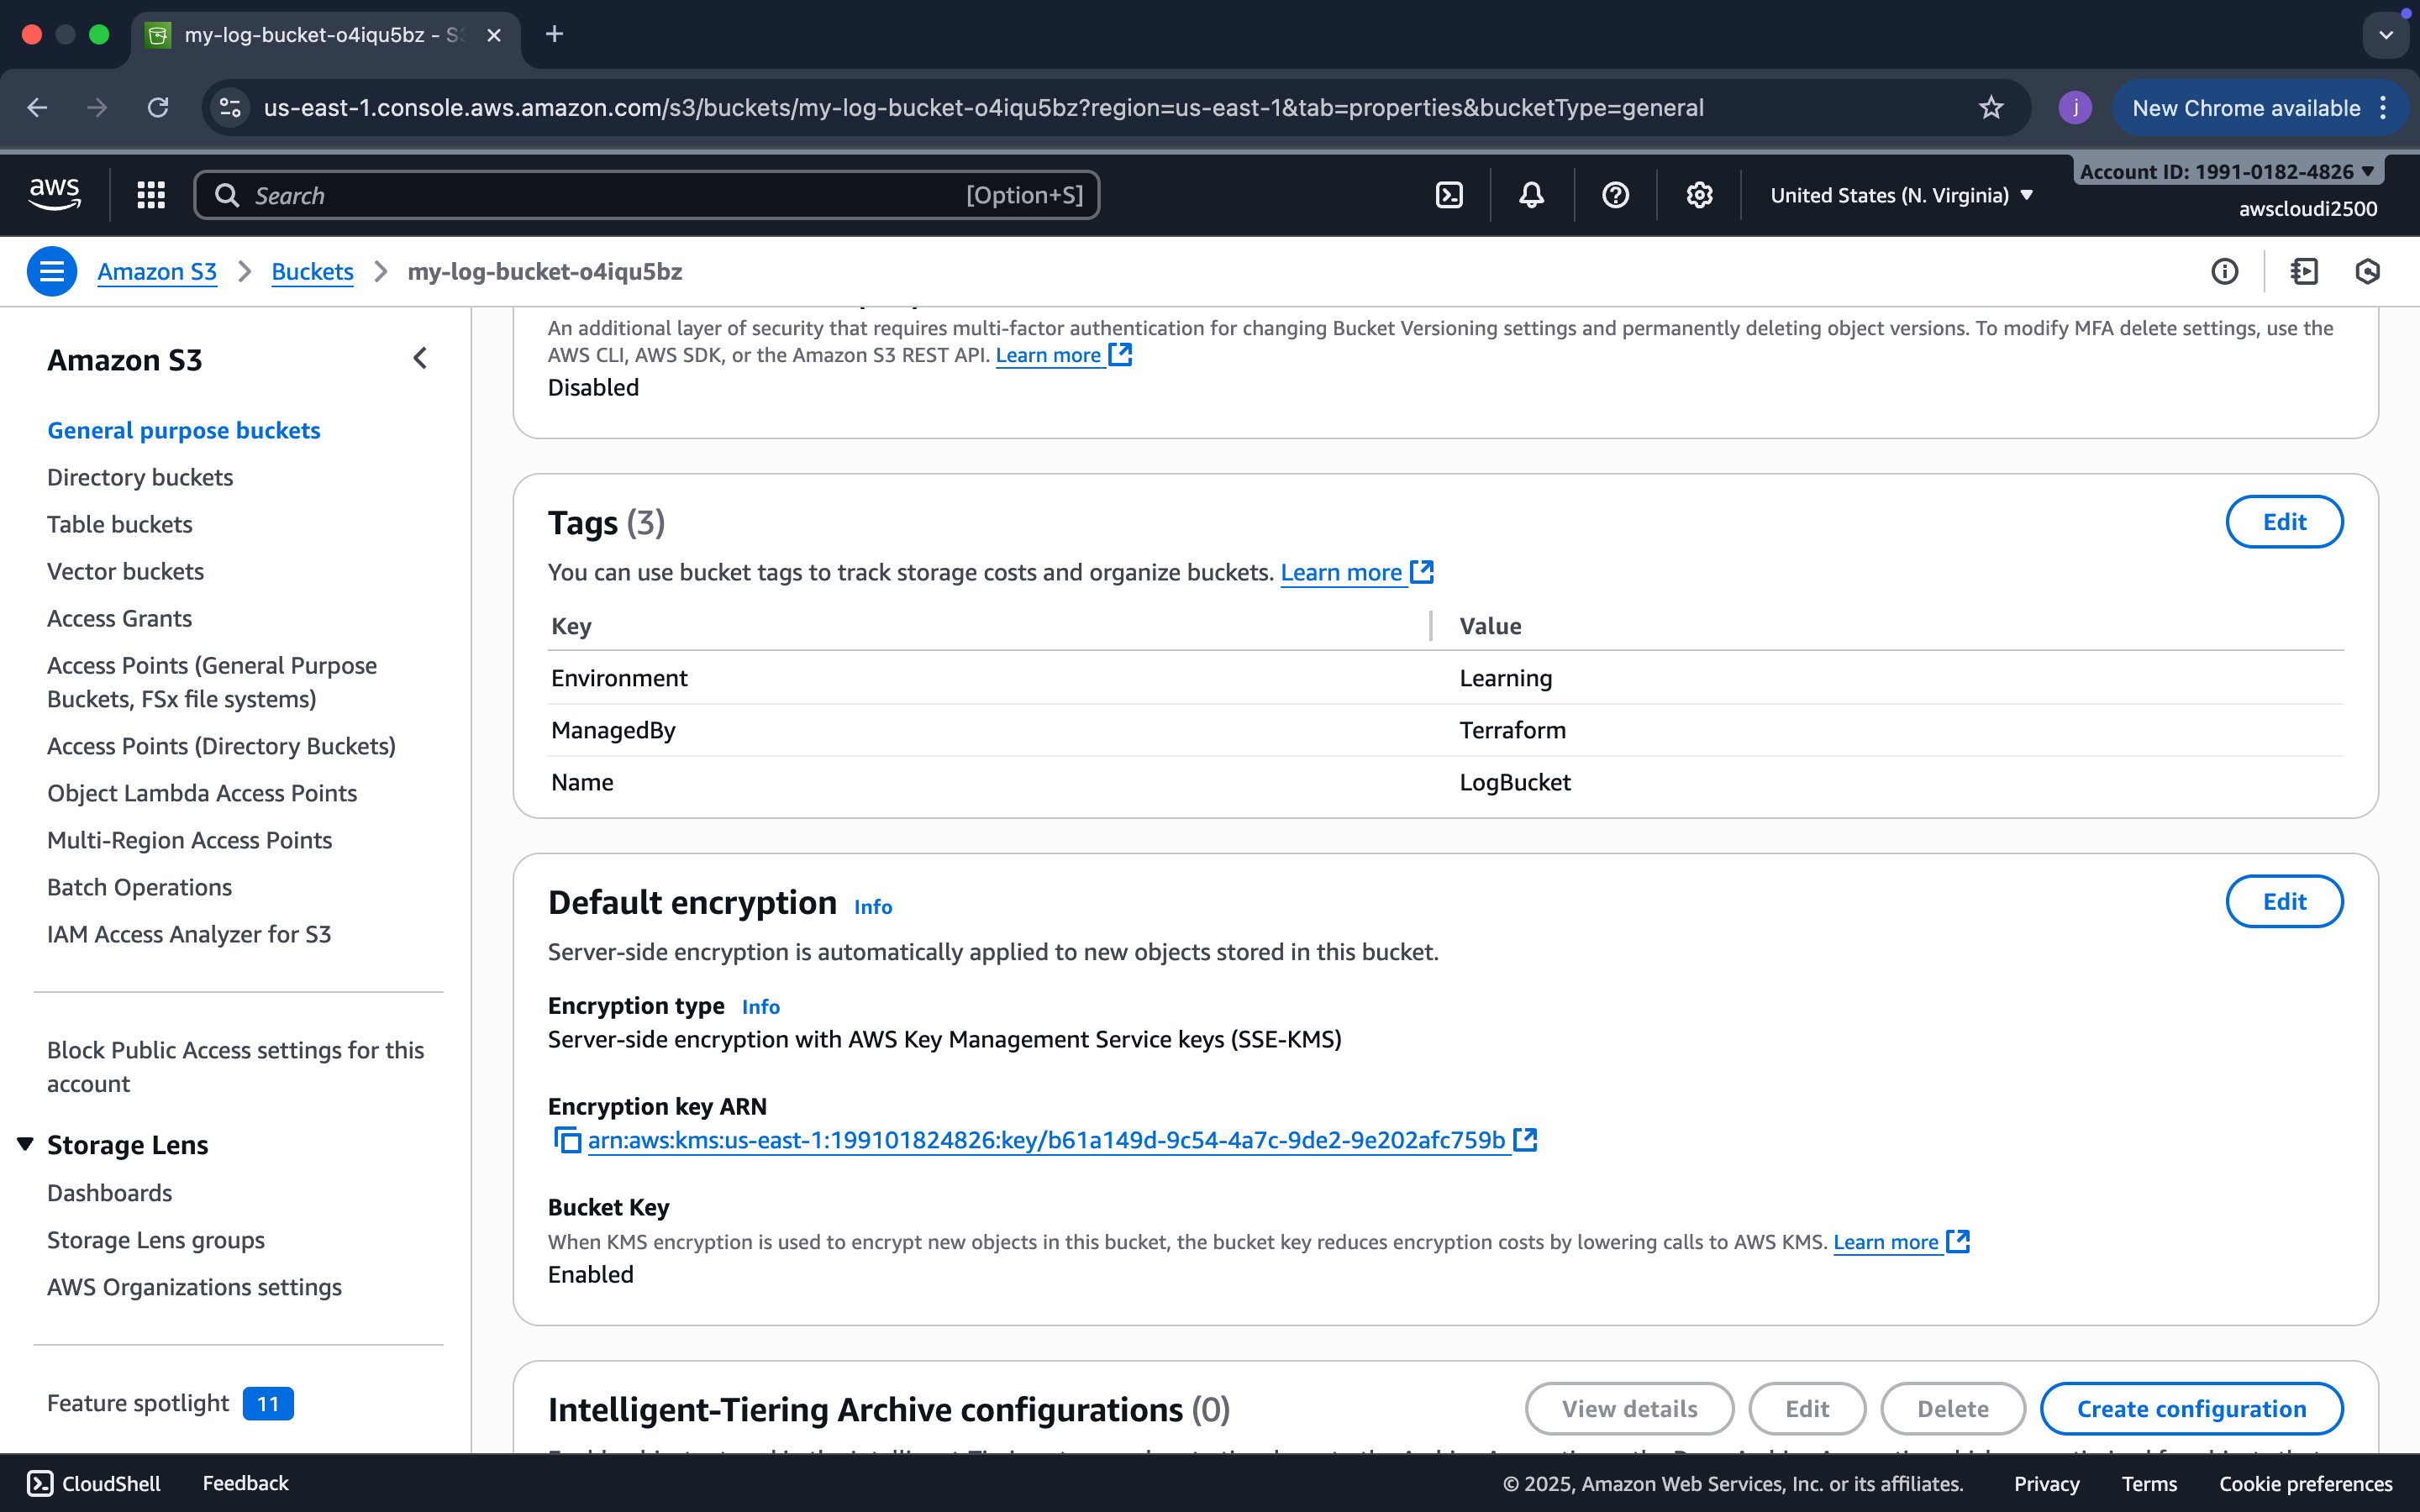 my-log-bucket-o4iqu5bz - S3
us-east-1.console.aws.amazon.com/s3/buckets/my-log-bucket-o4iqu5bz?region=us-east-1&tab=properties&bucketType=general
j
New Chrome available
aws
Search
[Option+S]
United States (N. Virginia)
Account ID: 1991-0182-4826
awscloudi2500
Amazon S3
Buckets
my-log-bucket-o4iqu5bz
Amazon S3
General purpose buckets
Directory buckets
Table buckets
Vector buckets
Access Grants
Access Points (General Purpose
Buckets, FSx file systems)
Access Points (Directory Buckets)
Object Lambda Access Points
Multi-Region Access Points
Batch Operations
IAM Access Analyzer for S3
Block Public Access settings for this
account
Storage Lens
Dashboards
Storage Lens groups
AWS Organizations settings
Feature spotlight 11
An additional layer of security that requires multi-factor authentication for changing Bucket Versioning settings and permanently deleting object versions. To modify MFA delete settings, use the
AWS CLI, AWS SDK, or the Amazon S3 REST API. Learn more
Disabled
Tags (3)
Edit
You can use bucket tags to track storage costs and organize buckets. Learn more
Key Value
Environment Learning
ManagedBy Terraform
Name LogBucket
Default encryption Info
Edit
Server-side encryption is automatically applied to new objects stored in this bucket.
Encryption type Info
Server-side encryption with AWS Key Management Service keys (SSE-KMS)
Encryption key ARN
arn:aws:kms:us-east-1:199101824826:key/b61a149d-9c54-4a7c-9de2-9e202afc759b
Bucket Key
When KMS encryption is used to encrypt new objects in this bucket, the bucket key reduces encryption costs by lowering calls to AWS KMS. Learn more
Enabled
Intelligent-Tiering Archive configurations (0)
View details
Edit
Delete
Create configuration
CloudShell
Feedback
© 2025, Amazon Web Services, Inc. or its affiliates.
Privacy
Terms
Cookie preferences